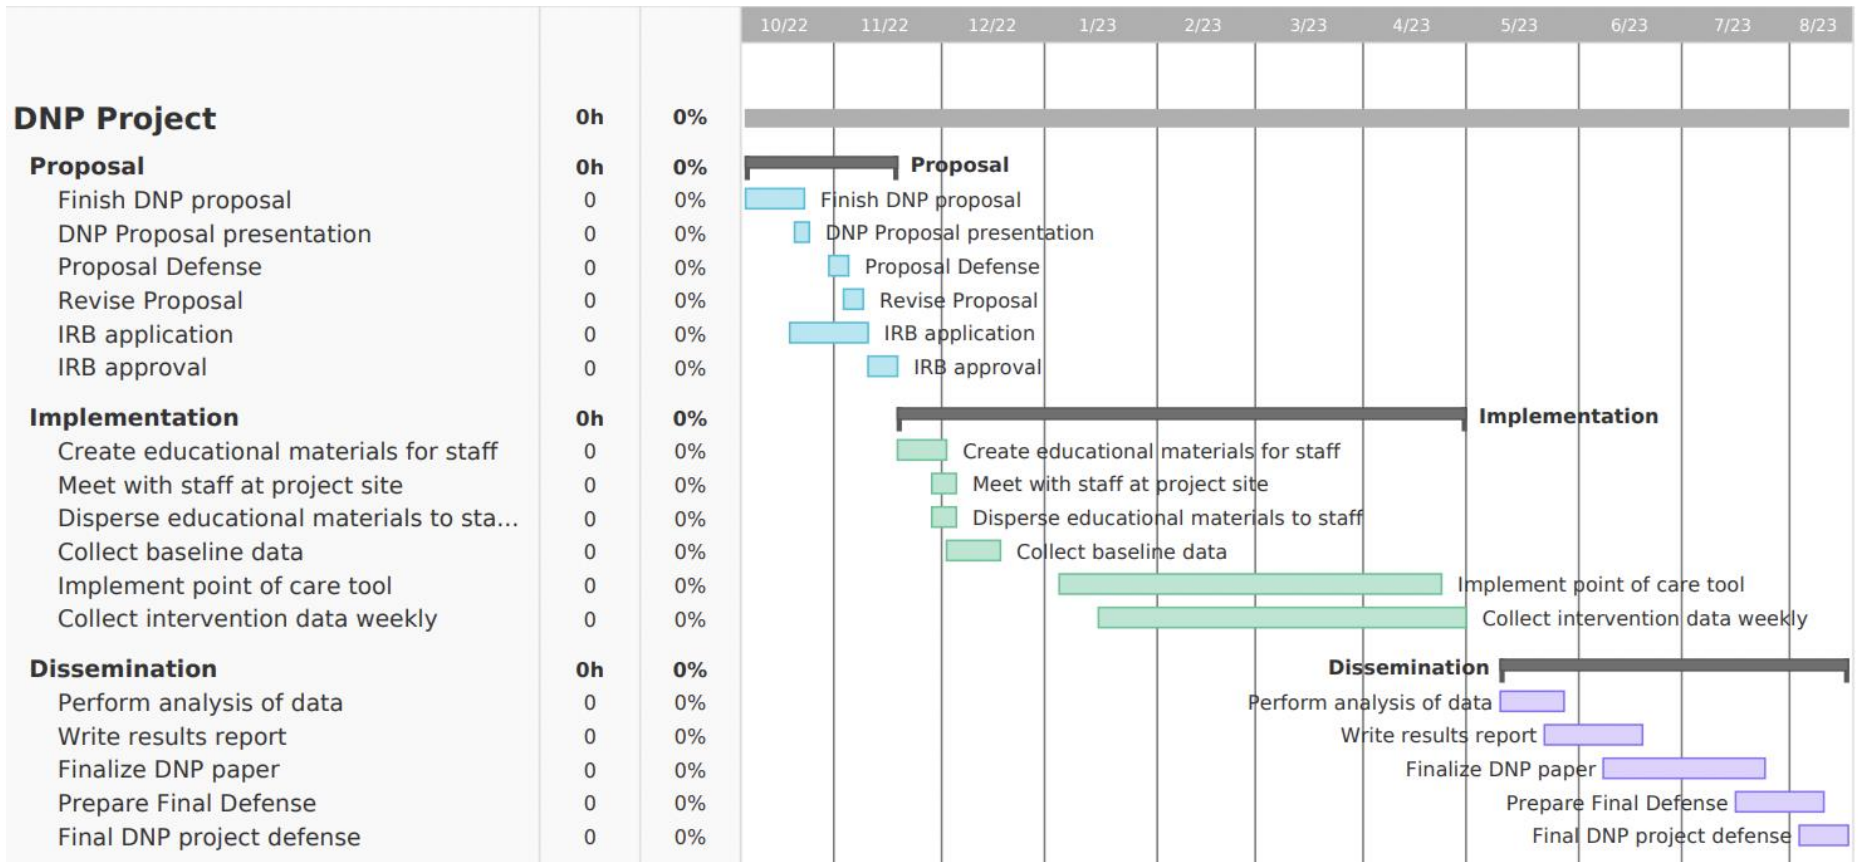 10/22 11/22 12/22 1/23 2/23 3/23 4/23 5/23 6/23 7/23 8/23
DNP Project 0h 0%
Proposal 0h 0% Proposal
Finish DNP proposal 0 0% Finish DNP proposal
DNP Proposal presentation 0 0% DNP Proposal presentation
Proposal Defense 0 0% Proposal Defense
Revise Proposal 0 0% Revise Proposal
IRB application 0 0% IRB application
IRB approval 0 0% IRB approval
Implementation 0h 0% Implementation
Create educational materials for staff 0 0% Create educational materials for staff
Meet with staff at project site 0 0% Meet with staff at project site
Disperse educational materials to sta... 0 0% Disperse educational materials to staff
Collect baseline data 0 0% Collect baseline data
Implement point of care tool 0 0% Implement point of care tool
Collect intervention data weekly 0 0% Collect intervention data weekly
Dissemination 0h 0% Dissemination
Perform analysis of data 0 0% Perform analysis of data
Write results report 0 0% Write results report
Finalize DNP paper 0 0% Finalize DNP paper
Prepare Final Defense 0 0% Prepare Final Defense
Final DNP project defense 0 0% Final DNP project defense